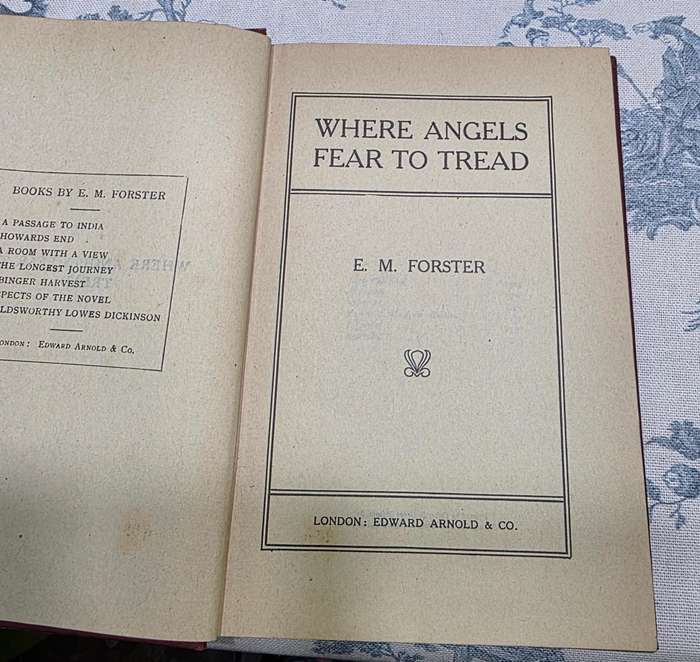 BOOKS BY E. M. FORSTER
A PASSAGE TO INDIA
HOWARDS END
A ROOM WITH A VIEW
HE LONGEST JOURNEY
BINGER HARVEST
PECTS OF THE NOVEL
LDSWORTHY LOWES DICKINSON
ONDON: EDWARD ARNOLD & CO.
WHERE ANGELS
FEAR TO TREAD
E. M. FORSTER
LONDON: EDWARD ARNOLD & CO.